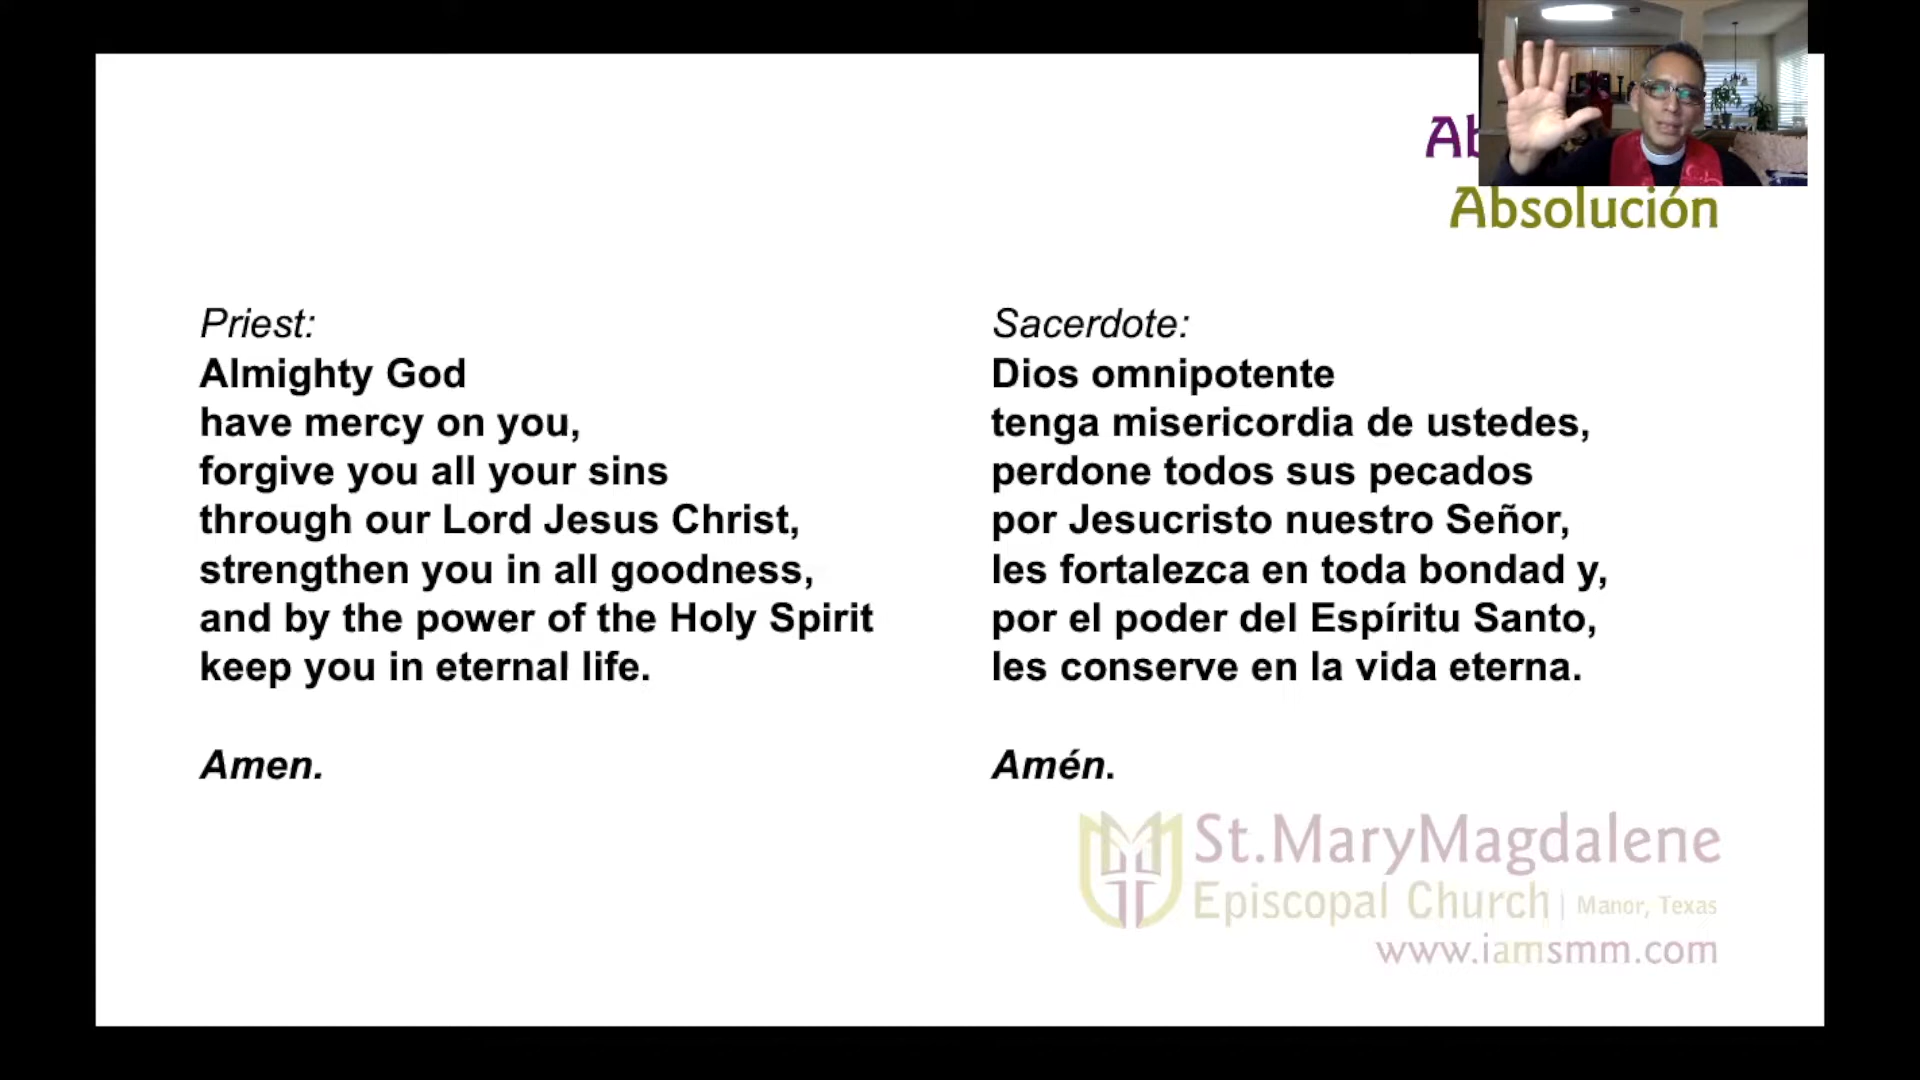 Absolución
Priest:
Almighty God
have mercy on you,
forgive you all your sins
through our Lord Jesus Christ,
strengthen you in all goodness,
and by the power of the Holy Spirit
keep you in eternal life.
Amen.
Sacerdote:
Dios omnipotente
tenga misericordia de ustedes,
perdone todos sus pecados
por Jesucristo nuestro Señor,
les fortalezca en toda bondad y,
por el poder del Espíritu Santo,
les conserve en la vida eterna.
Amén.
St.MaryMagdalene
Episcopal Church | Manor, Texas
www.iamsmm.com